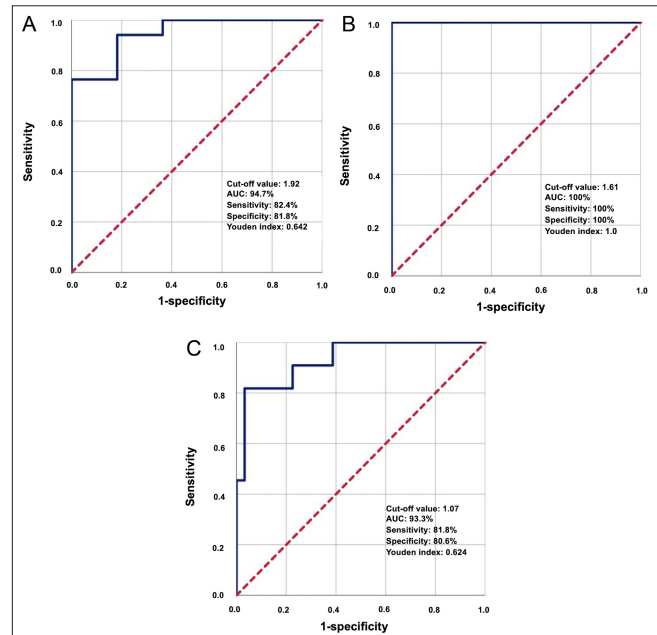 A
1.0
0.8
0.6
0.4
0.2
0.0
Sensitivity
Cut-off value: 1.92
AUC: 94.7%
Sensitivity: 82.4%
Specificity: 81.8%
Youden index: 0.642
0.0 0.2 0.4 0.6 0.8 1.0
1-specificity
B
1.0
0.8
0.6
0.4
0.2
0.0
Sensitivity
Cut-off value: 1.61
AUC: 100%
Sensitivity: 100%
Specificity: 100%
Youden index: 1.0
0.0 0.2 0.4 0.6 0.8 1.0
1-specificity
C
1.0
0.8
0.6
0.4
0.2
0.0
Sensitivity
Cut-off value: 1.07
AUC: 93.3%
Sensitivity: 81.8%
Specificity: 80.6%
Youden index: 0.624
0.0 0.2 0.4 0.6 0.8 1.0
1-specificity